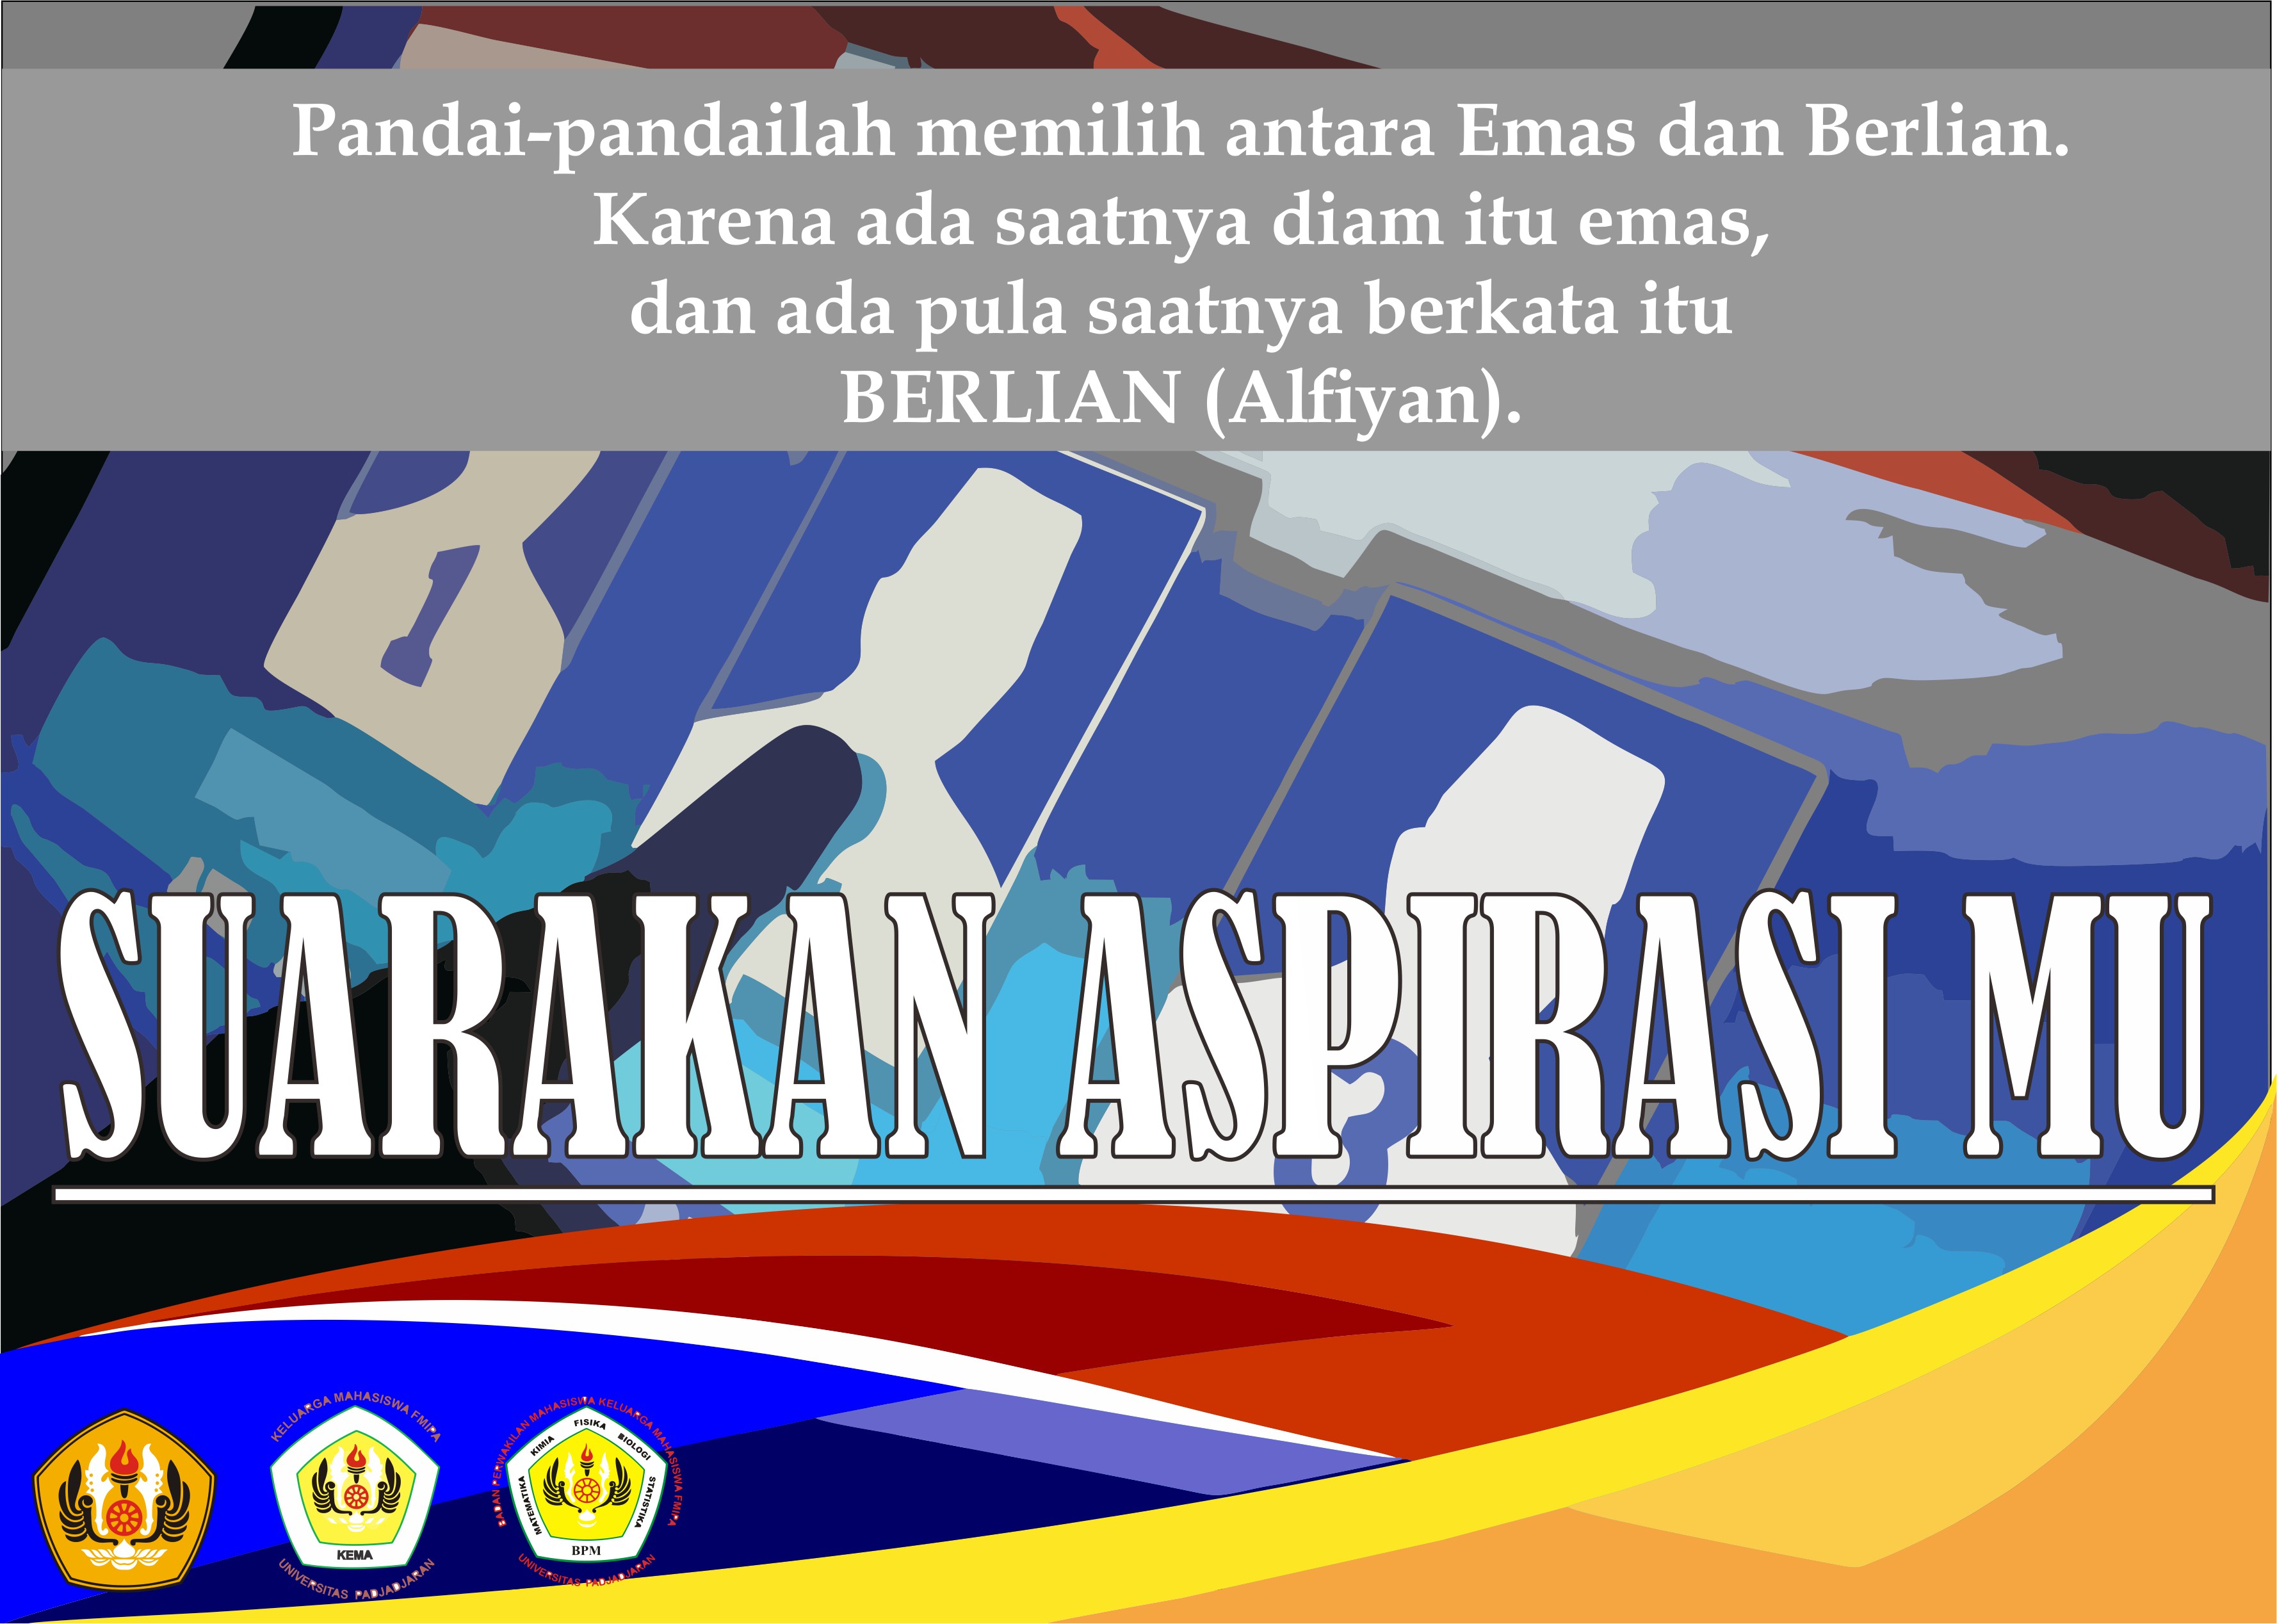 Pandai-pandailah memilih antara Emas dan Berlian.
Karena ada saatnya diam itu emas,
dan ada pula saatnya berkata itu
BERLIAN (Alfiyan).
1
2
SUARAKAN ASPIRASI MU
KELUARGA MAHASISWA FMIPA
KEMA
UNIVERSITAS PADJADJARAN
BADAN PERWAKILAN MAHASISWA KELUARGA MAHASISWA FMIPA
MATEMATIKA KIMIA FISIKA BIOLOGI STATISTIKA
BPM
UNIVERSITAS PADJADJARAN